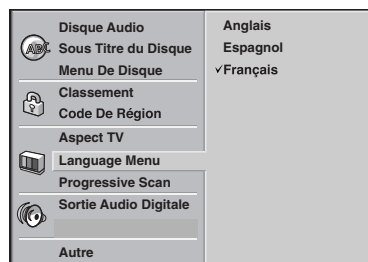 Disque Audio
Sous Titre du Disque
Menu De Disque
Classement
Code De Région
Aspect TV
Language Menu
Progressive Scan
Sortie Audio Digitale
Autre
Anglais
Espagnol
✓Français
ABC